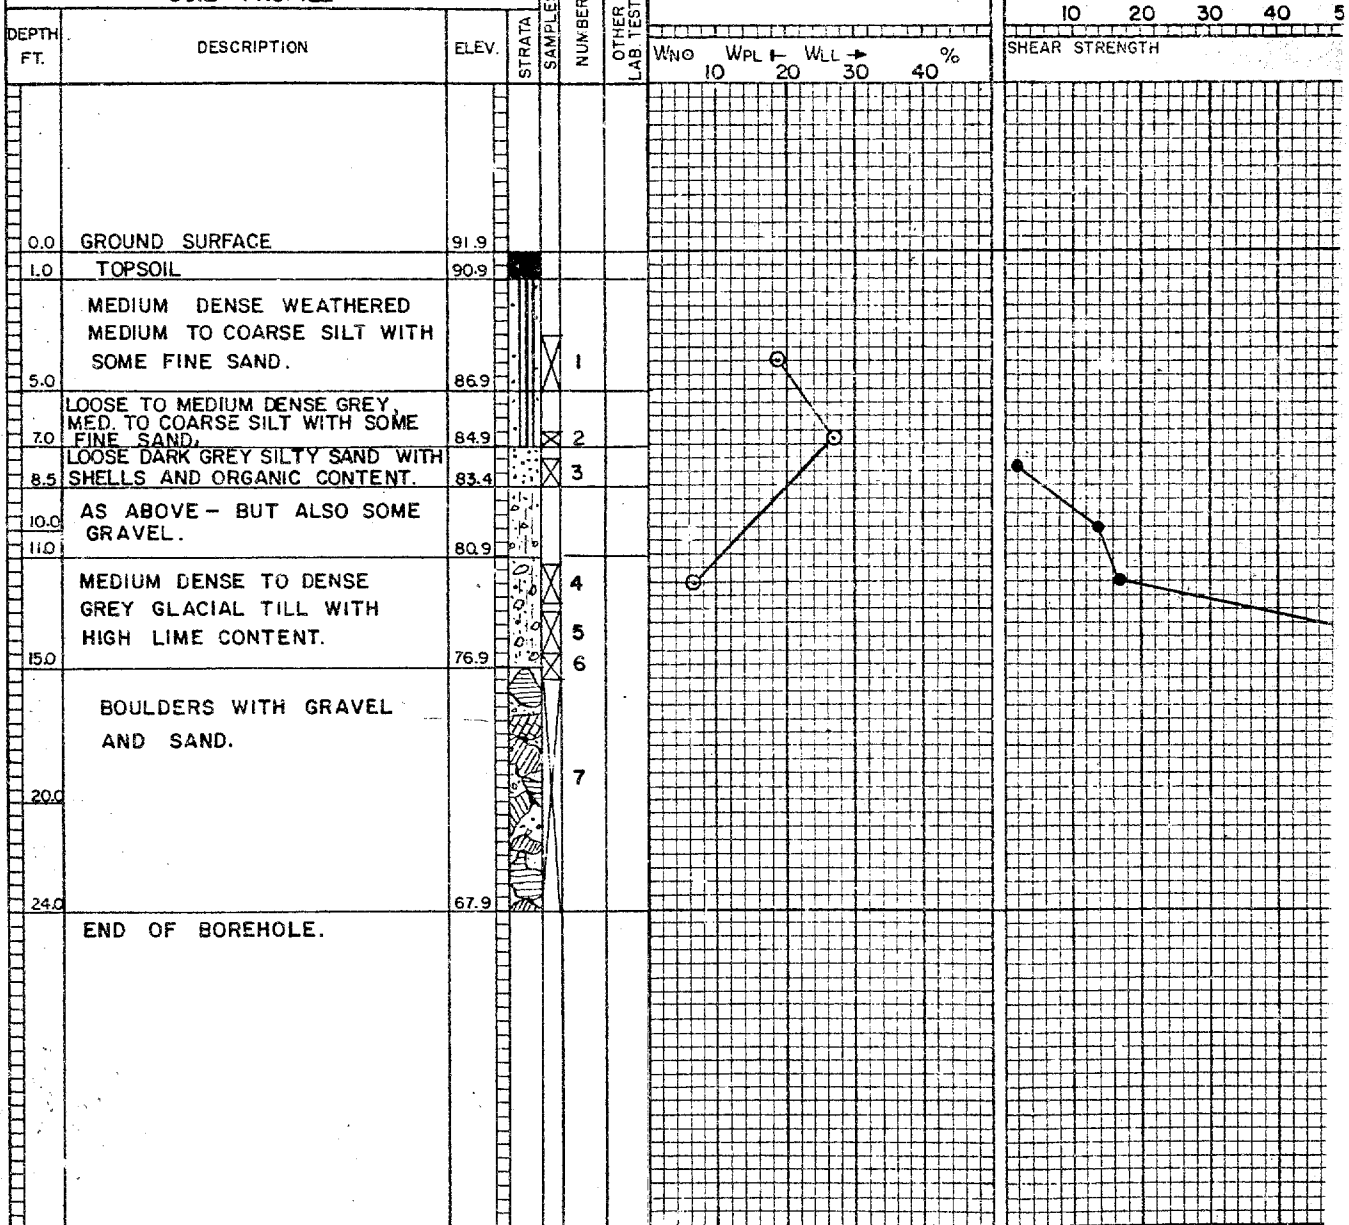 SOIL PROFILE
DEPTH FT.
DESCRIPTION
ELEV.
STRATA
SAMPLES
NUMBER
OTHER LAB. TEST
WN⊙ WPL WLL → %
10 20 30 40
10 20 30 40 5
SHEAR STRENGTH
0.0 GROUND SURFACE 91.9
1.0 TOPSOIL 90.9
MEDIUM DENSE WEATHERED
MEDIUM TO COARSE SILT WITH
SOME FINE SAND. 1
5.0 86.9
LOOSE TO MEDIUM DENSE GREY,
MED. TO COARSE SILT WITH SOME
7.0 FINE SAND. 84.9 2
LOOSE DARK GREY SILTY SAND WITH
8.5 SHELLS AND ORGANIC CONTENT. 83.4 3
AS ABOVE - BUT ALSO SOME
10.0 GRAVEL.
11.0 80.9
MEDIUM DENSE TO DENSE 4
GREY GLACIAL TILL WITH
HIGH LIME CONTENT. 5
15.0 76.9 6
BOULDERS WITH GRAVEL
AND SAND.
7
20.0
24.0 67.9
END OF BOREHOLE.